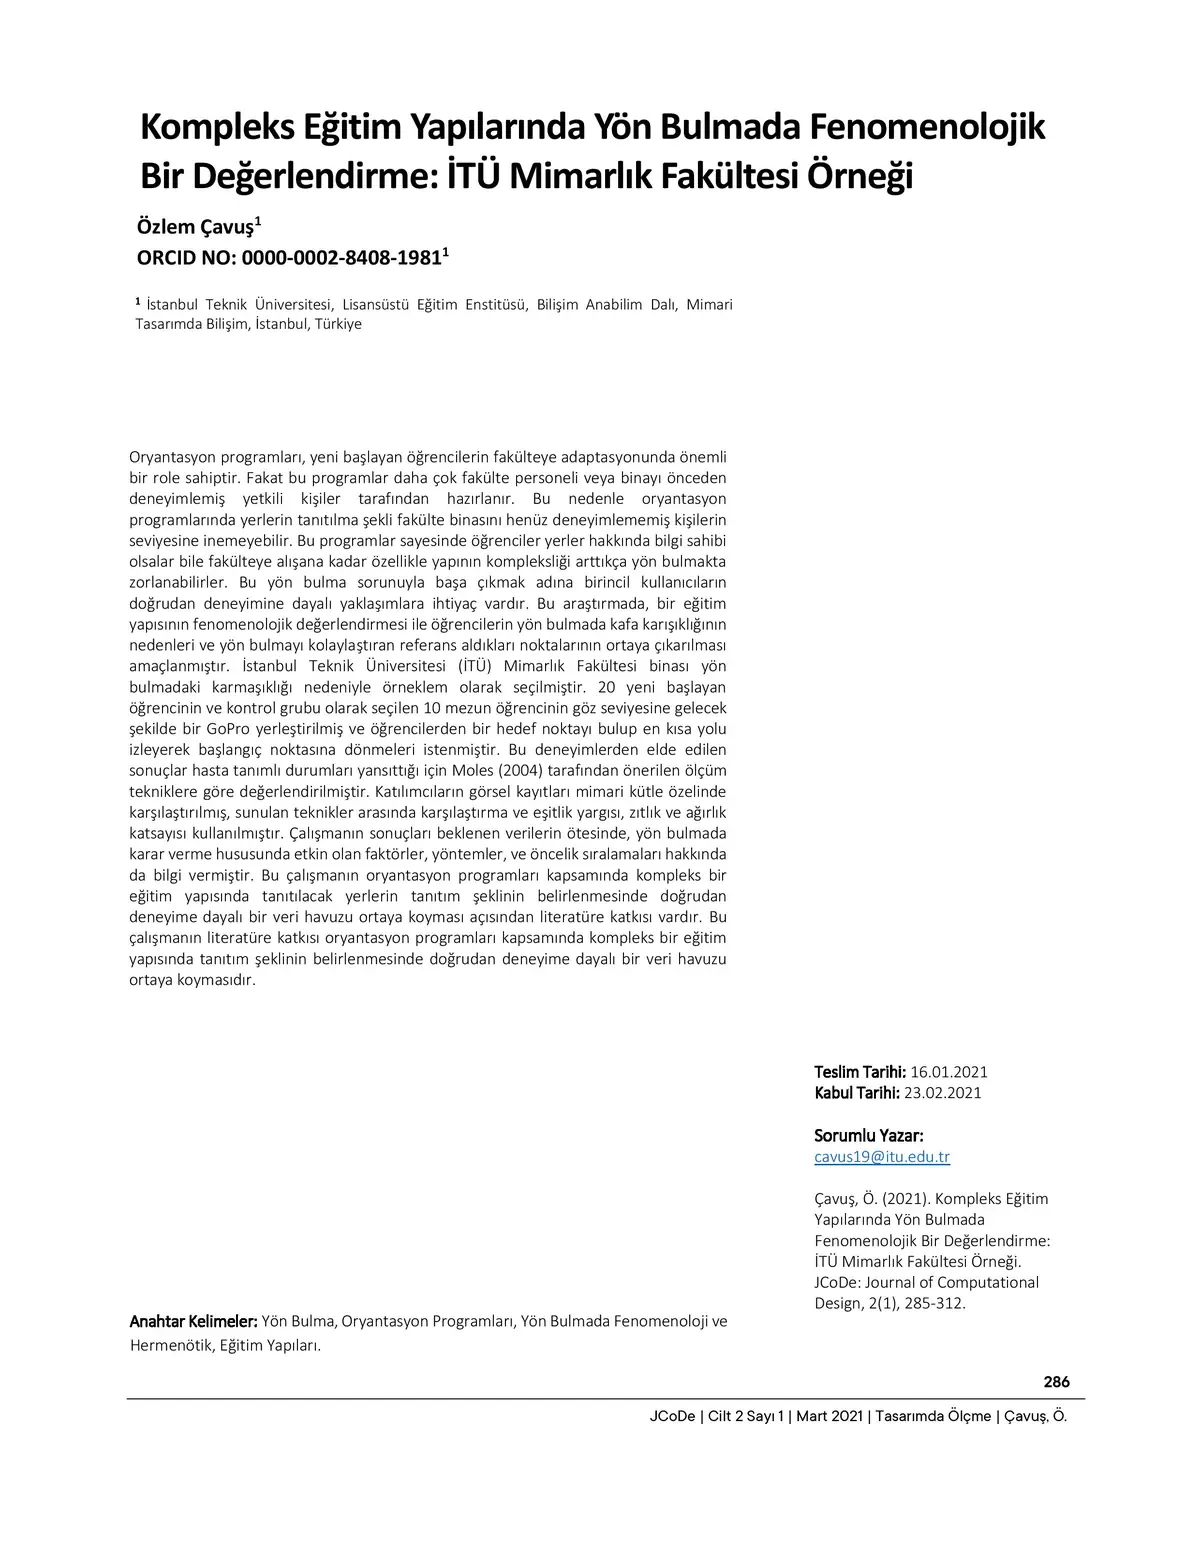 Kompleks Eğitim Yapılarında Yön Bulmada Fenomenolojik
Bir Değerlendirme: İTÜ Mimarlık Fakültesi Örneği
Özlem Çavuş¹
ORCID NO: 0000-0002-8408-1981¹
¹ İstanbul Teknik Üniversitesi, Lisansüstü Eğitim Enstitüsü, Bilişim Anabilim Dalı, Mimari
Tasarımda Bilişim, İstanbul, Türkiye
Oryantasyon programları, yeni başlayan öğrencilerin fakülteye adaptasyonunda önemli
bir role sahiptir. Fakat bu programlar daha çok fakülte personeli veya binayı önceden
deneyimlemiş yetkili kişiler tarafından hazırlanır. Bu nedenle oryantasyon
programlarında yerlerin tanıtılma şekli fakülte binasını henüz deneyimlememiş kişilerin
seviyesine inemeyebilir. Bu programlar sayesinde öğrenciler yerler hakkında bilgi sahibi
olsalar bile fakülteye alışana kadar özellikle yapının kompleksliği arttıkça yön bulmakta
zorlanabilirler. Bu yön bulma sorunuyla başa çıkmak adına birincil kullanıcıların
doğrudan deneyimine dayalı yaklaşımlara ihtiyaç vardır. Bu araştırmada, bir eğitim
yapısının fenomenolojik değerlendirmesi ile öğrencilerin yön bulmada kafa karışıklığının
nedenleri ve yön bulmayı kolaylaştıran referans aldıkları noktalarının ortaya çıkarılması
amaçlanmıştır. İstanbul Teknik Üniversitesi (İTÜ) Mimarlık Fakültesi binası yön
bulmadaki karmaşıklığı nedeniyle örneklem olarak seçilmiştir. 20 yeni başlayan
öğrencinin ve kontrol grubu olarak seçilen 10 mezun öğrencinin göz seviyesine gelecek
şekilde bir GoPro yerleştirilmiş ve öğrencilerden bir hedef noktayı bulup en kısa yolu
izleyerek başlangıç noktasına dönmeleri istenmiştir. Bu deneyimlerden elde edilen
sonuçlar hasta tanımlı durumları yansıttığı için Moles (2004) tarafından önerilen ölçüm
tekniklere göre değerlendirilmiştir. Katılımcıların görsel kayıtları mimari kütle özelinde
karşılaştırılmış, sunulan teknikler arasında karşılaştırma ve eşitlik yargısı, zıtlık ve ağırlık
katsayısı kullanılmıştır. Çalışmanın sonuçları beklenen verilerin ötesinde, yön bulmada
karar verme hususunda etkin olan faktörler, yöntemler, ve öncelik sıralamaları hakkında
da bilgi vermiştir. Bu çalışmanın oryantasyon programları kapsamında kompleks bir
eğitim yapısında tanıtılacak yerlerin tanıtım şeklinin belirlenmesinde doğrudan
deneyime dayalı bir veri havuzu ortaya koyması açısından literatüre katkısı vardır. Bu
çalışmanın literatüre katkısı oryantasyon programları kapsamında kompleks bir eğitim
yapısında tanıtım şeklinin belirlenmesinde doğrudan deneyime dayalı bir veri havuzu
ortaya koymasıdır.
Teslim Tarihi: 16.01.2021
Kabul Tarihi: 23.02.2021
Sorumlu Yazar:
cavus19@itu.edu.tr
Çavuş, Ö. (2021). Kompleks Eğitim
Yapılarında Yön Bulmada
Fenomenolojik Bir Değerlendirme:
İTÜ Mimarlık Fakültesi Örneği.
JCoDe: Journal of Computational
Design, 2(1), 285-312.
Anahtar Kelimeler: Yön Bulma, Oryantasyon Programları, Yön Bulmada Fenomenoloji ve
Hermenötik, Eğitim Yapıları.
286
JCoDe | Cilt 2 Sayı 1 | Mart 2021 | Tasarımda Ölçme | Çavuş, Ö.